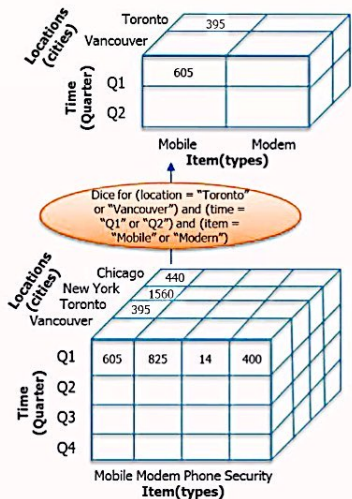 Locations
(cities)
Toronto
395
Vancouver
Time
(Quarter)
Q1
605
Q2
Mobile Modem
Item(types)
Dice for (location = "Toronto"
or "Vancouver") and (time =
"Q1" or "Q2") and (item =
"Mobile" or "Modern")
Locations
(cities)
Chicago
440
New York
1560
Toronto
395
Vancouver
Time
(Quarter)
Q1
605 825 14 400
Q2
Q3
Q4
Mobile Modem Phone Security
Item(types)